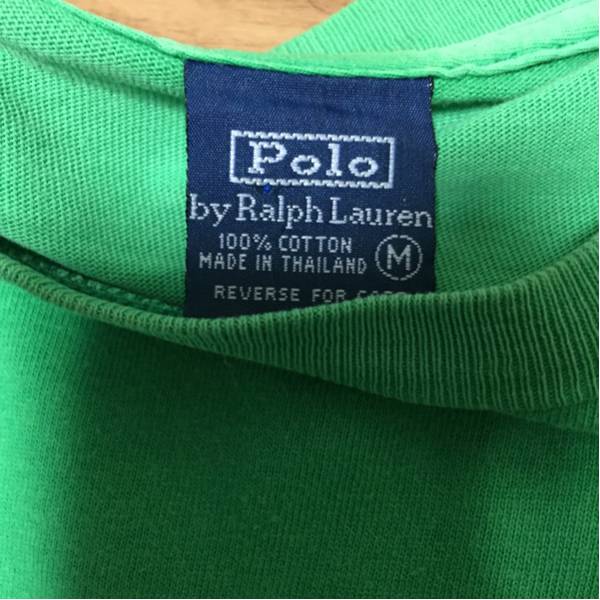 Polo
by Ralph Lauren
100% COTTON
MADE IN THAILAND M
REVERSE FOR